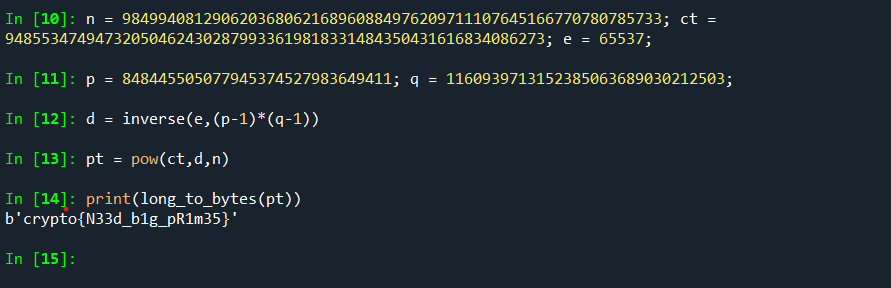 In [10]: n = 984994081290620368062168960884976209711107645166770780785733; ct =
948553474947320504624302879933619818331484350431616834086273; e = 65537;
In [11]: p = 848445505077945374527983649411; q = 1160939713152385063689030212503;
In [12]: d = inverse(e,(p-1)*(q-1))
In [13]: pt = pow(ct,d,n)
In [14]: print(long_to_bytes(pt))
b'crypto{N33d_b1g_pR1m35}'
In [15]: